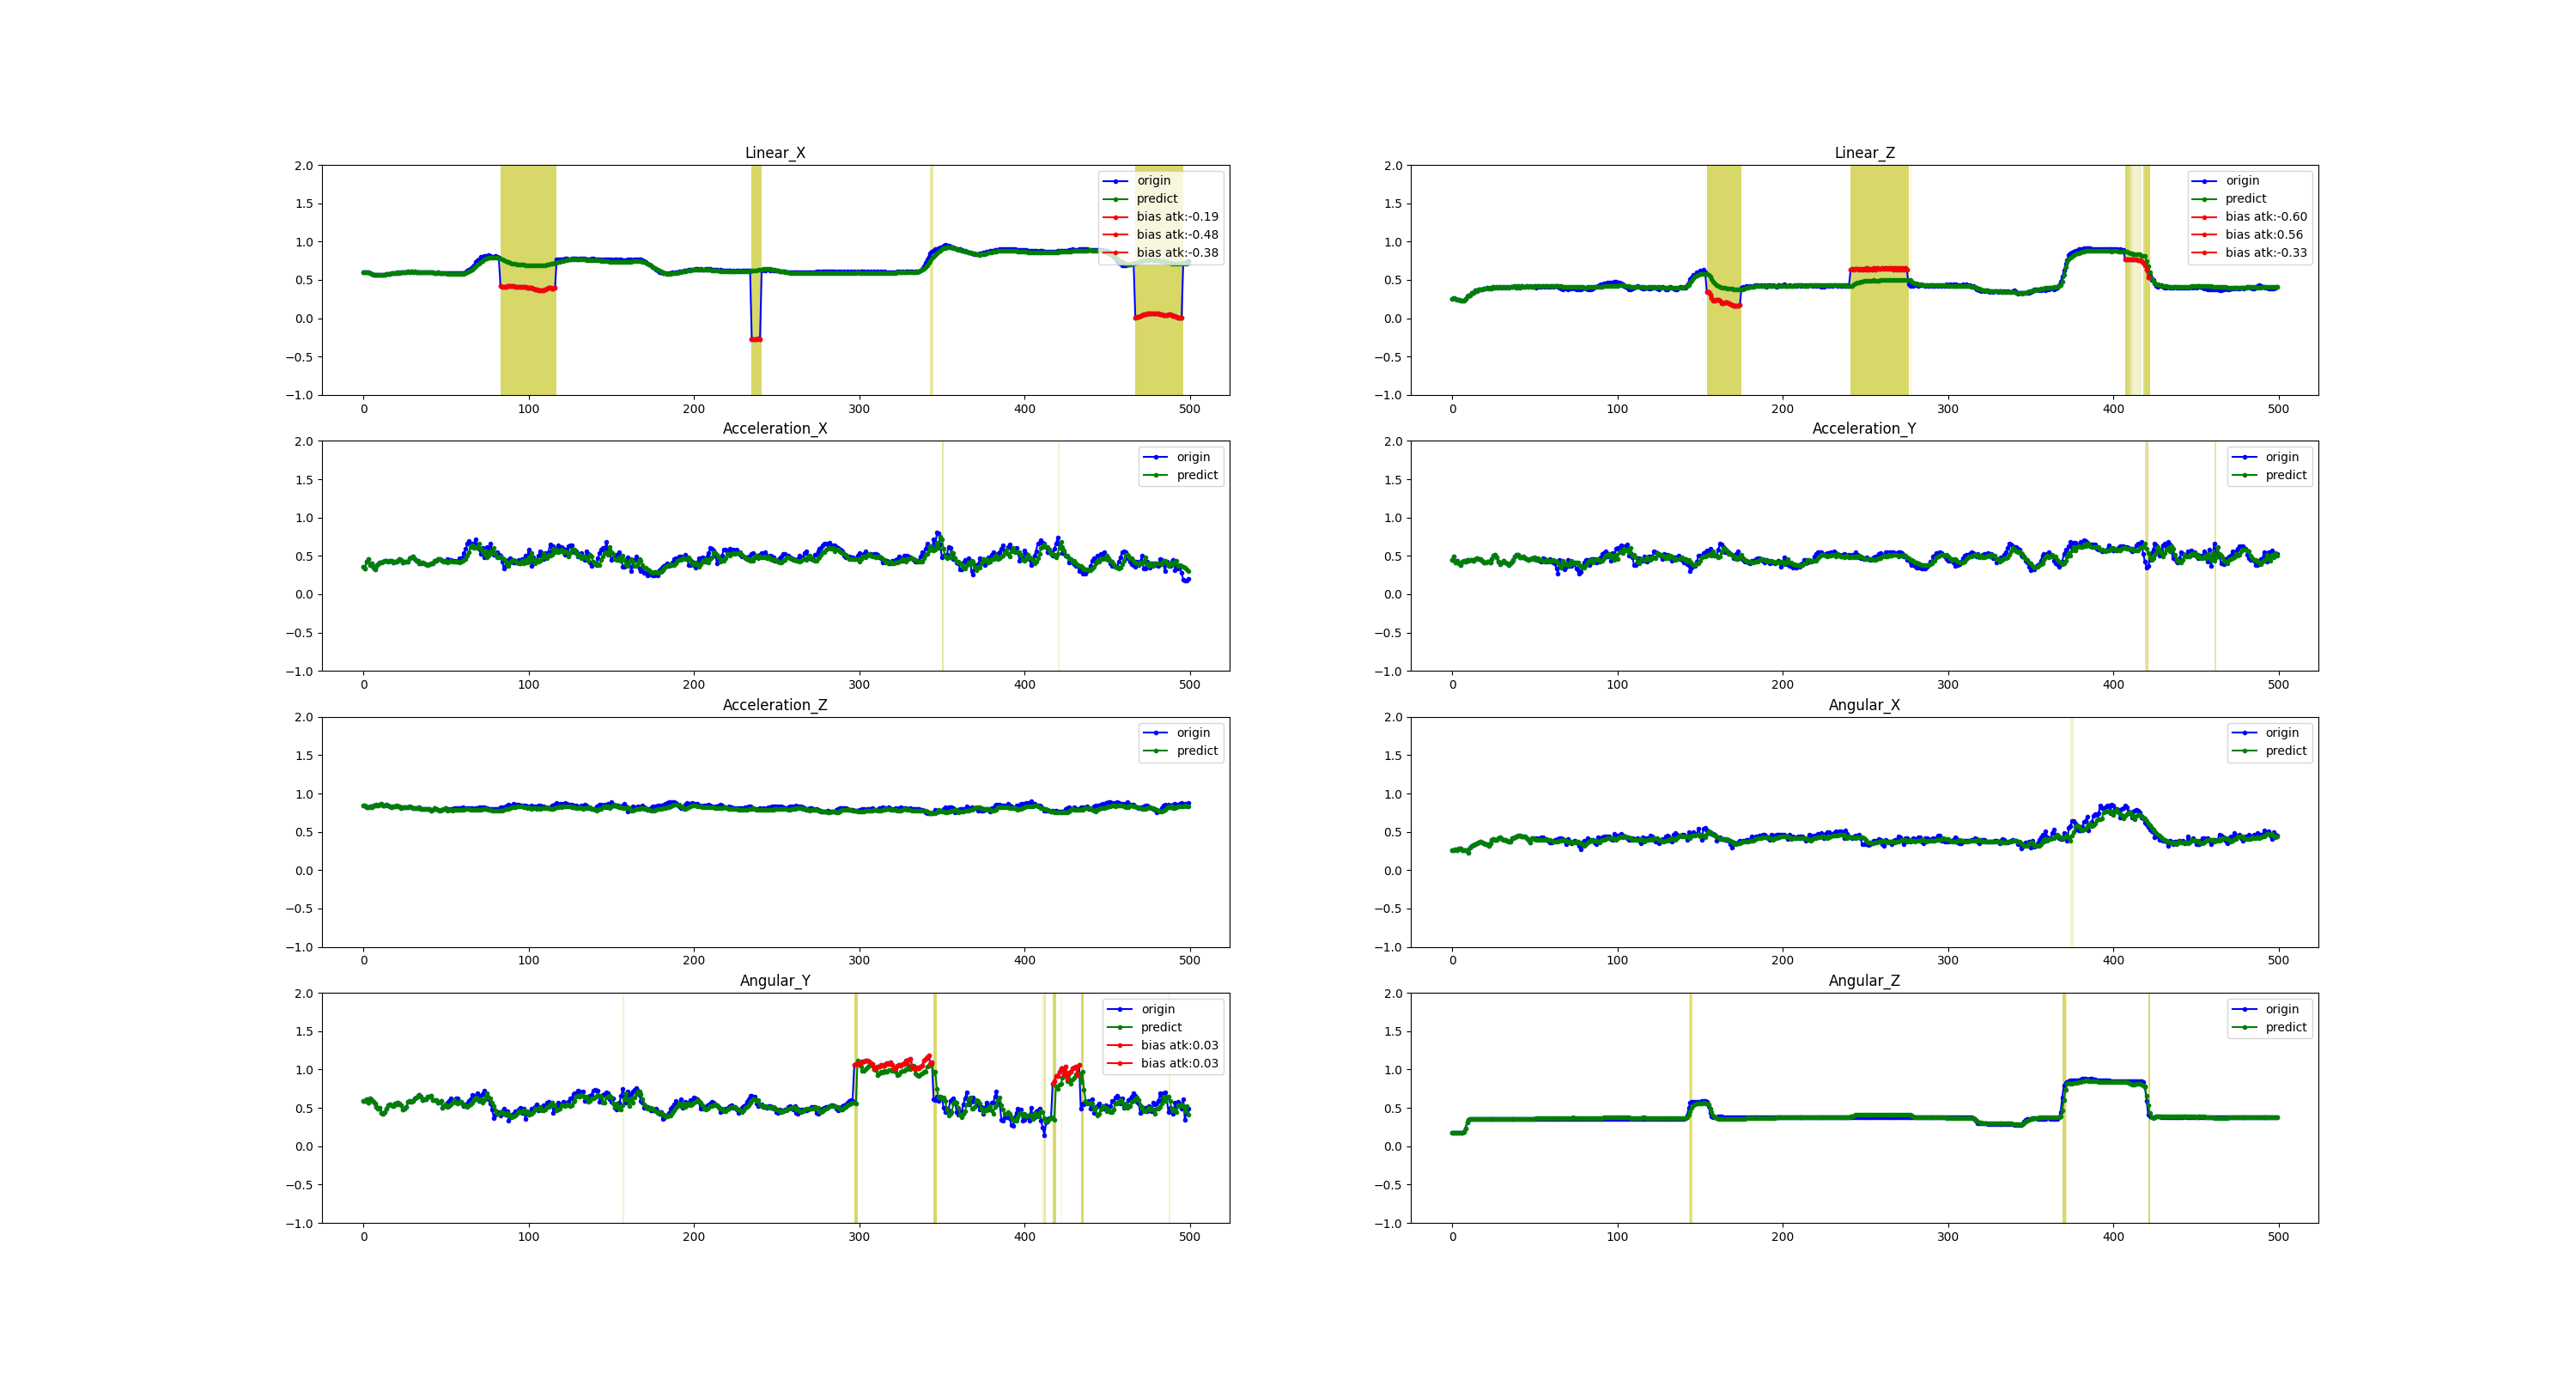 Linear_X
2.0
1.5
1.0
0.5
0.0
−0.5
−1.0
0 100 200 300 400 500
origin
predict
bias atk:-0.19
bias atk:-0.48
bias atk:-0.38
Linear_Z
2.0
1.5
1.0
0.5
0.0
−0.5
−1.0
0 100 200 300 400 500
origin
predict
bias atk:-0.60
bias atk:0.56
bias atk:-0.33
Acceleration_X
2.0
1.5
1.0
0.5
0.0
−0.5
−1.0
0 100 200 300 400 500
origin
predict
Acceleration_Y
2.0
1.5
1.0
0.5
0.0
−0.5
−1.0
0 100 200 300 400 500
origin
predict
Acceleration_Z
2.0
1.5
1.0
0.5
0.0
−0.5
−1.0
0 100 200 300 400 500
origin
predict
Angular_X
2.0
1.5
1.0
0.5
0.0
−0.5
−1.0
0 100 200 300 400 500
origin
predict
Angular_Y
2.0
1.5
1.0
0.5
0.0
−0.5
−1.0
0 100 200 300 400 500
origin
predict
bias atk:0.03
bias atk:0.03
Angular_Z
2.0
1.5
1.0
0.5
0.0
−0.5
−1.0
0 100 200 300 400 500
origin
predict